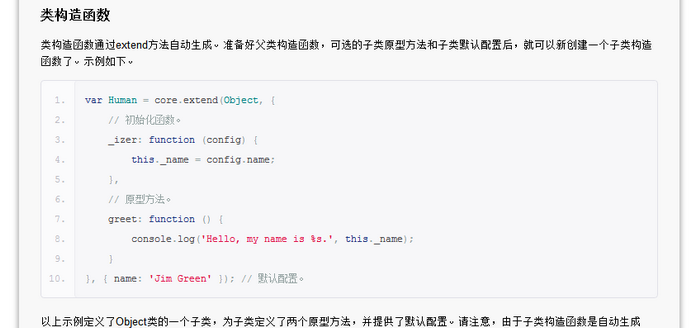 类构造函数
类构造函数通过extend方法自动生成。准备好父类构造函数，可选的子类原型方法和子类默认配置后，就可以新创建一个子类构造
函数了。示例如下。
1. var Human = core.extend(Object, {
2. // 初始化函数。
3. _izer: function (config) {
4. this._name = config.name;
5. },
6. // 原型方法。
7. greet: function () {
8. console.log('Hello, my name is %s.', this._name);
9. }
10. }, { name: 'Jim Green' }); // 默认配置。
以上示例定义了Object类的一个子类，为子类定义了两个原型方法，并提供了默认配置。请注意，由于子类构造函数是自动生成